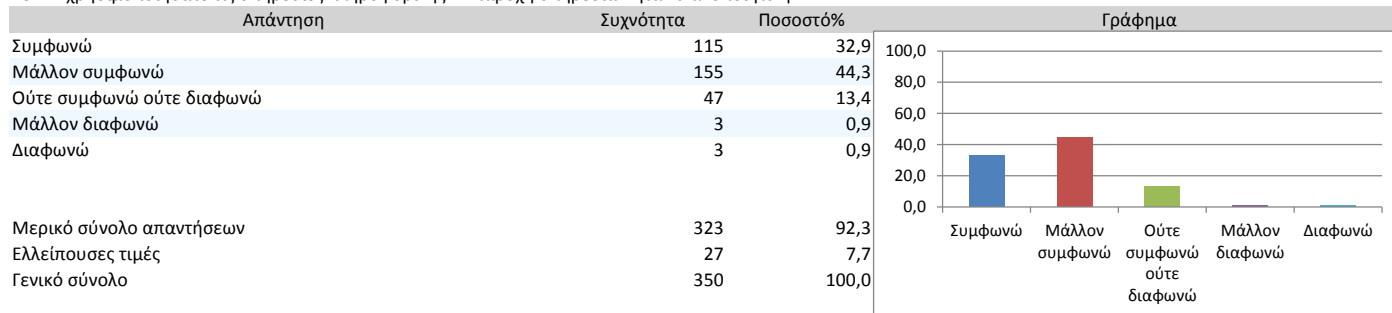 Απάντηση Συχνότητα Ποσοστό% Γράφημα
Συμφωνώ 115 32,9
Μάλλον συμφωνώ 155 44,3
Ούτε συμφωνώ ούτε διαφωνώ 47 13,4
Μάλλον διαφωνώ 3 0,9
Διαφωνώ 3 0,9
Μερικό σύνολο απαντήσεων 323 92,3
Ελλείπουσες τιμές 27 7,7
Γενικό σύνολο 350 100,0
100,0
80,0
60,0
40,0
20,0
0,0
Συμφωνώ Μάλλον Ούτε Μάλλον Διαφωνώ
συμφωνώ συμφωνώ διαφωνώ
ούτε
διαφωνώ